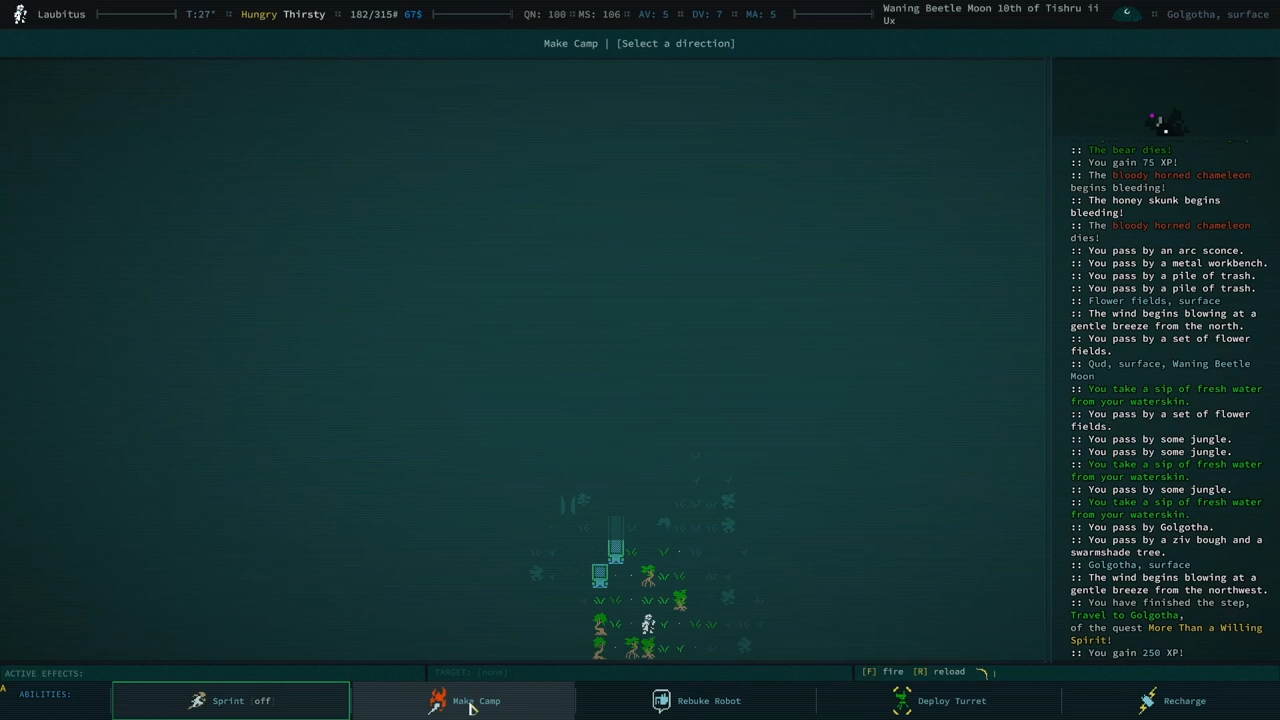 Laubitus T:27° Hungry Thirsty 182/315# 67$ QN: 100 MS: 106 AV: 5 DV: 7 MA: 5 Waning Beetle Moon 10th of Tishru ii Ux Golgotha, surface
Make Camp | [Select a direction]
:: The bear dies!
:: You gain 75 XP!
:: The bloody horned chameleon
begins bleeding!
:: The honey skunk begins
bleeding!
:: The bloody horned chameleon
dies!
:: You pass by an arc sconce.
:: You pass by a metal workbench.
:: You pass by a pile of trash.
:: You pass by a pile of trash.
:: Flower fields, surface
:: The wind begins blowing at a
gentle breeze from the north.
:: You pass by a set of flower
fields.
:: Qud, surface, Waning Beetle
Moon
:: You take a sip of fresh water
from your waterskin.
:: You pass by a set of flower
fields.
:: You pass by some jungle.
:: You pass by some jungle.
:: You take a sip of fresh water
from your waterskin.
:: You pass by some jungle.
:: You take a sip of fresh water
from your waterskin.
:: You pass by Golgotha.
:: You pass by a ziv bough and a
swarmshade tree.
:: Golgotha, surface
:: The wind begins blowing at a
gentle breeze from the northwest.
:: You have finished the step,
Travel to Golgotha,
of the quest More Than a Willing
Spirit!
:: You gain 250 XP!
ACTIVE EFFECTS: TARGET: [none] [F] fire [R] reload
A ABILITIES: Sprint [off] Make Camp Rebuke Robot Deploy Turret Recharge